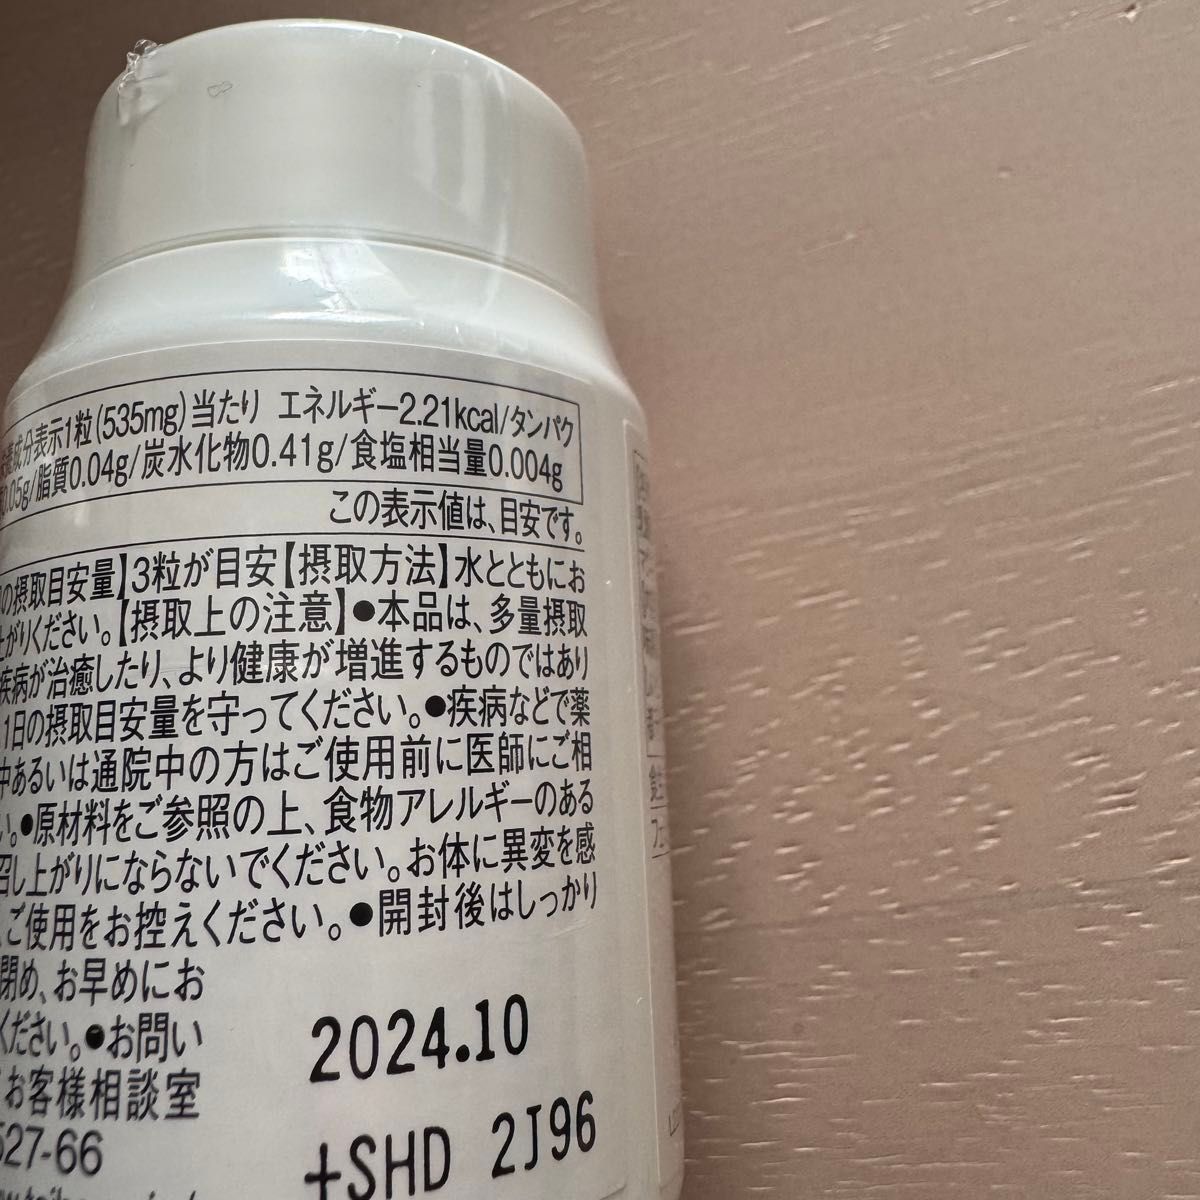 成分表示1粒(535mg)当たり エネルギー2.21kcal/タンパク
0.05g/脂質0.04g/炭水化物0.41g/食塩相当量0.004g
この表示値は、目安です。
の摂取目安量】3粒が目安【摂取方法】水とともにお
上がりください。【摂取上の注意】●本品は、多量摂取
疾病が治癒したり、より健康が増進するものではあり
1日の摂取目安量を守ってください。●疾病などで薬
中あるいは通院中の方はご使用前に医師にご相
い。●原材料をご参照の上、食物アレルギーのある
召し上がりにならないでください。お体に異変を感
ご使用をお控えください。●開封後はしっかり
閉め、お早めにお
ください。●お問い
お客様相談室
527-66
2024.10
+SHD 2J96